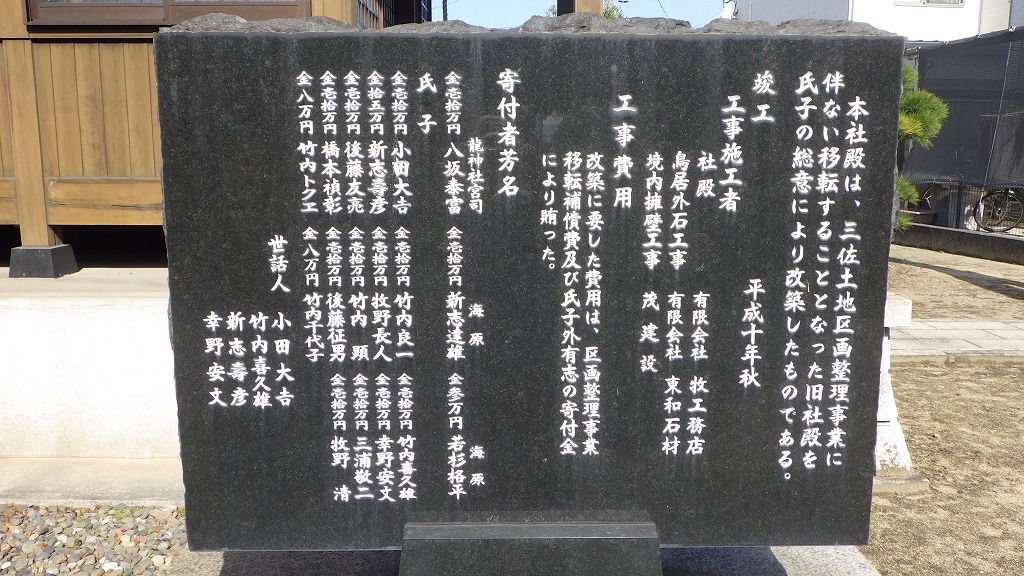 本社殿は、三佐土地区画整理事業に
伴ない移転することとなった旧社殿を
氏子の総意により改築したものである。
竣工 平成十年秋
工事施工者
社殿 有限会社 牧工務店
鳥居外石工事 有限会社 東和石材
境内擁壁工事 茂建設
工事費用
改築に要した費用は、区画整理事業
移転補償費及び氏子外有志の寄付金
により賄った。
寄付者芳名
龍神社宮司 海原 海原
金壱拾万円 八坂泰富 金壱拾万円 新志達雄 金参万円 若杉格平
氏子
金壱拾万円 小田大吉 金壱拾万円 竹内良一 金壱拾万円 竹内喜久雄
金拾五万円 新志壽彦 金壱拾万円 牧野長人 金壱拾万円 幸野安文
金壱拾万円 後藤友亮 金壱拾万円 竹内顕 金壱拾万円 三浦敬二
金壱拾万円 橋本禎彰 金壱拾万円 後藤征男 金壱拾万円 牧野清
金八万円 竹内トクエ 金八万円 竹内千代子
世話人 小田大吉
竹内喜久雄
新志壽彦
幸野安文